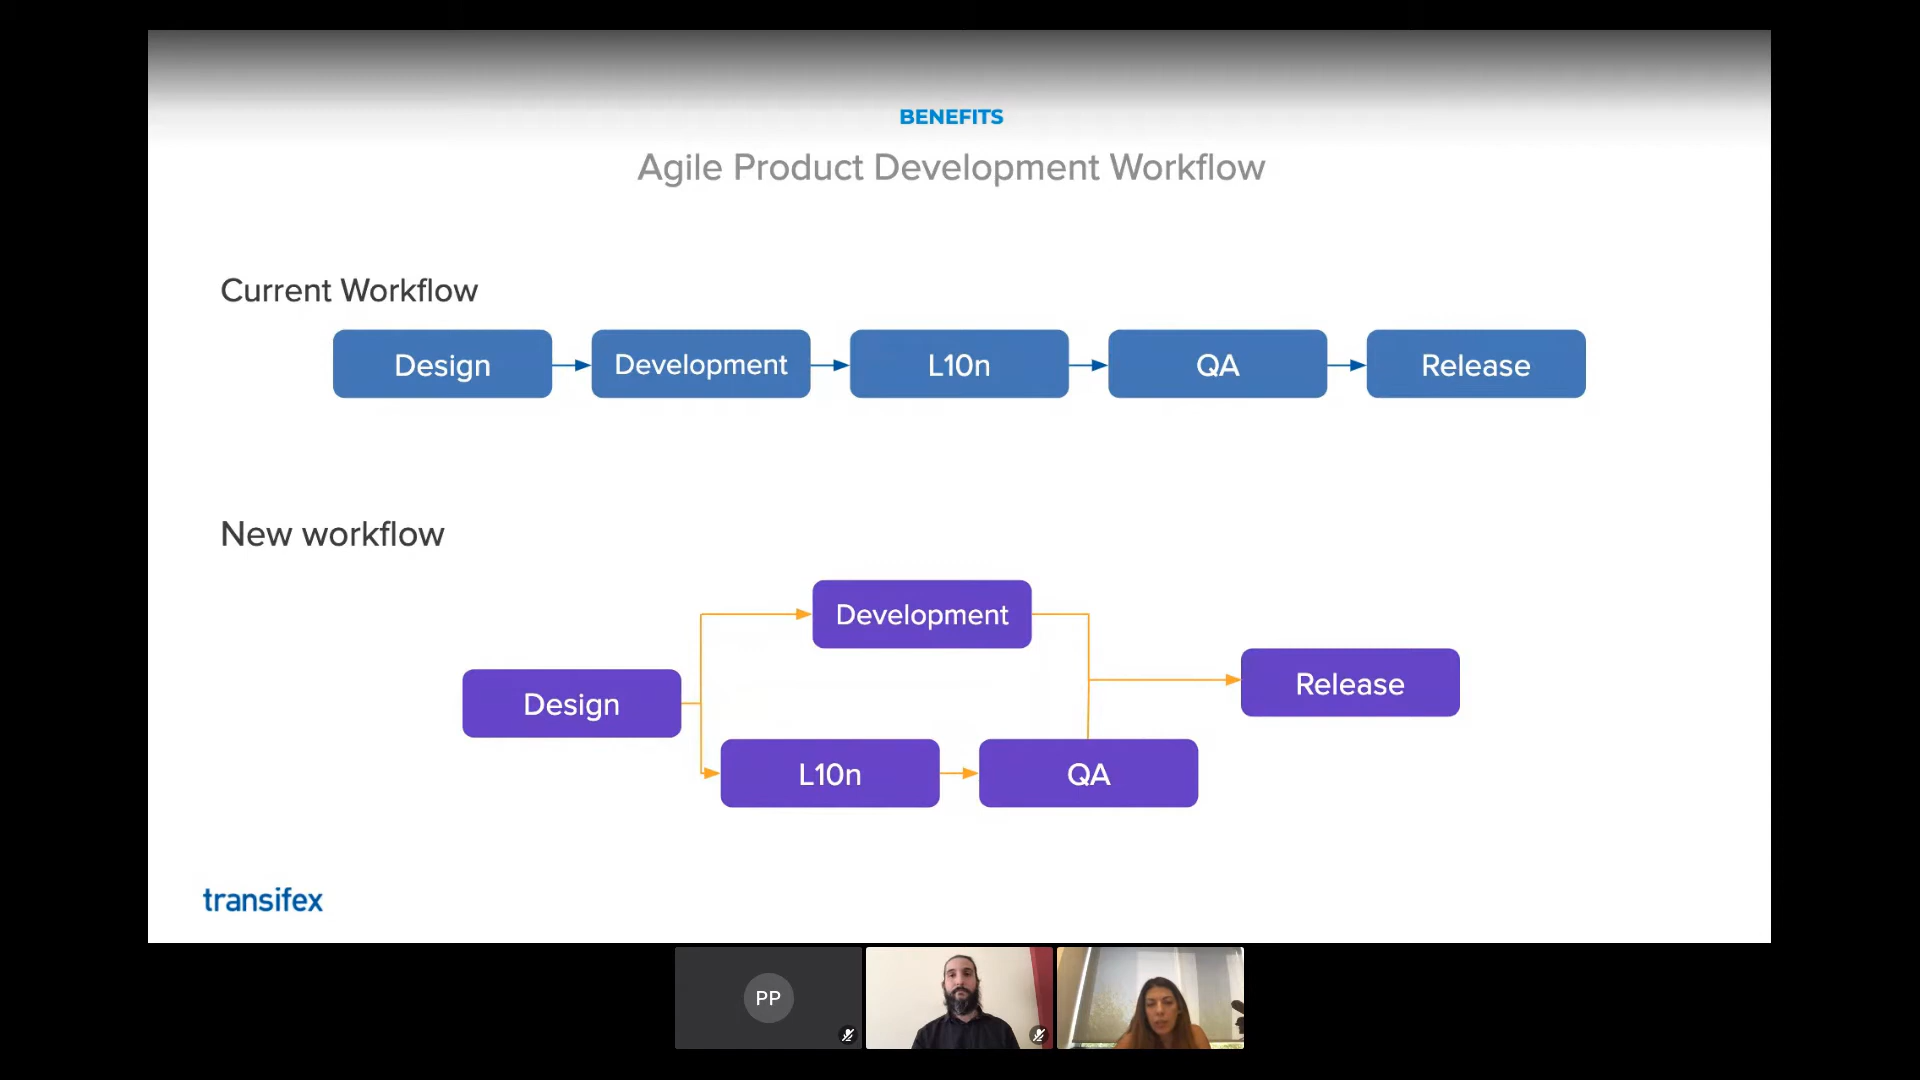 BENEFITS
Agile Product Development Workflow
Current Workflow
Design
Development
L10n
QA
Release
New workflow
Development
Design
Release
L10n
QA
transifex
PP